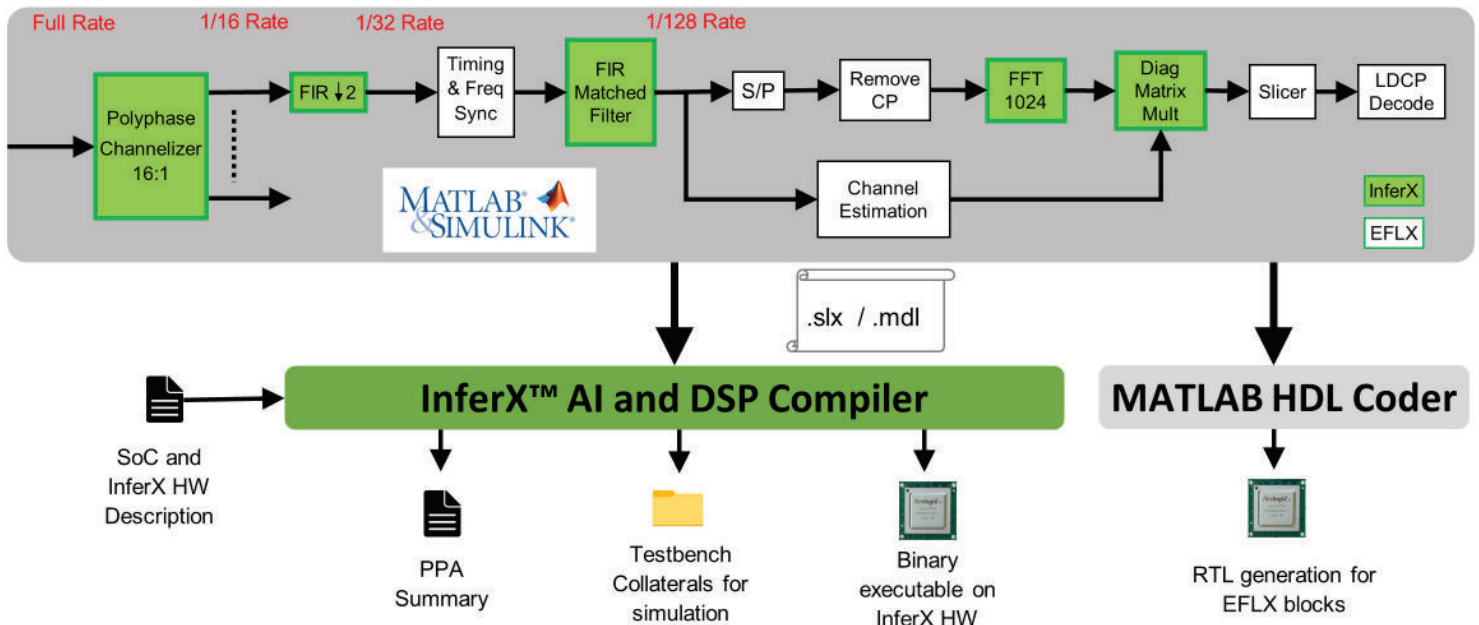 Full Rate
1/16 Rate
1/32 Rate
1/128 Rate
Polyphase
Channelizer
16:1
FIR ↓2
Timing
& Freq
Sync
FIR
Matched
Filter
S/P
Remove
CP
FFT
1024
Diag
Matrix
Mult
Slicer
LDCP
Decode
Channel
Estimation
MATLAB®
&SIMULINK®
InferX
EFLX
.slx / .mdl
InferX™ AI and DSP Compiler
MATLAB HDL Coder
SoC and
InferX HW
Description
PPA
Summary
Testbench
Collaterals for
simulation
Binary
executable on
InferX HW
RTL generation for
EFLX blocks